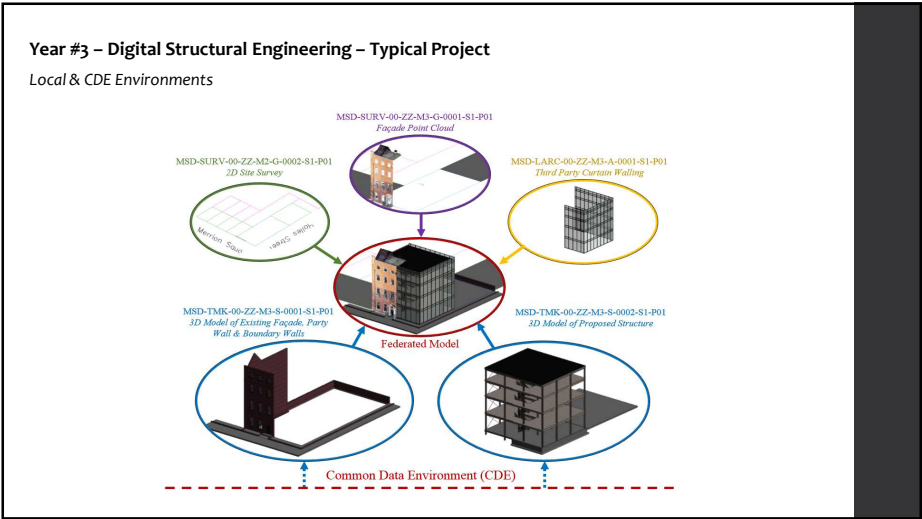 Year #3 – Digital Structural Engineering – Typical Project
Local & CDE Environments
MSD-SURV-00-ZZ-M3-G-0001-S1-P01
Façade Point Cloud
MSD-SURV-00-ZZ-M2-G-0002-S1-P01
2D Site Survey
MSD-LARC-00-ZZ-M3-A-0001-S1-P01
Third Party Curtain Walling
Merrion Squa
Holles Stree
MSD-TMK-00-ZZ-M3-S-0001-S1-P01
3D Model of Existing Façade, Party
Wall & Boundary Walls
MSD-TMK-00-ZZ-M3-S-0002-S1-P01
3D Model of Proposed Structure
Federated Model
Common Data Environment (CDE)